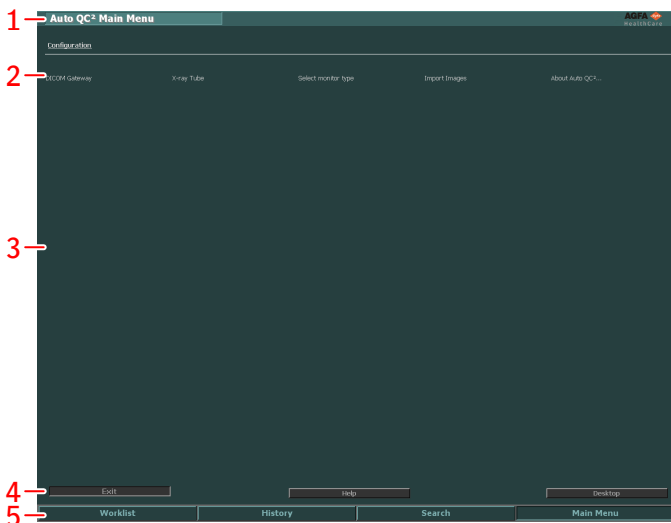 1 Auto QC² Main Menu AGFA
HealthCare
Configuration
2 DICOM Gateway X-ray Tube Select monitor type Import Images About Auto QC²...
3
4 Exit Help Desktop
5 Worklist History Search Main Menu